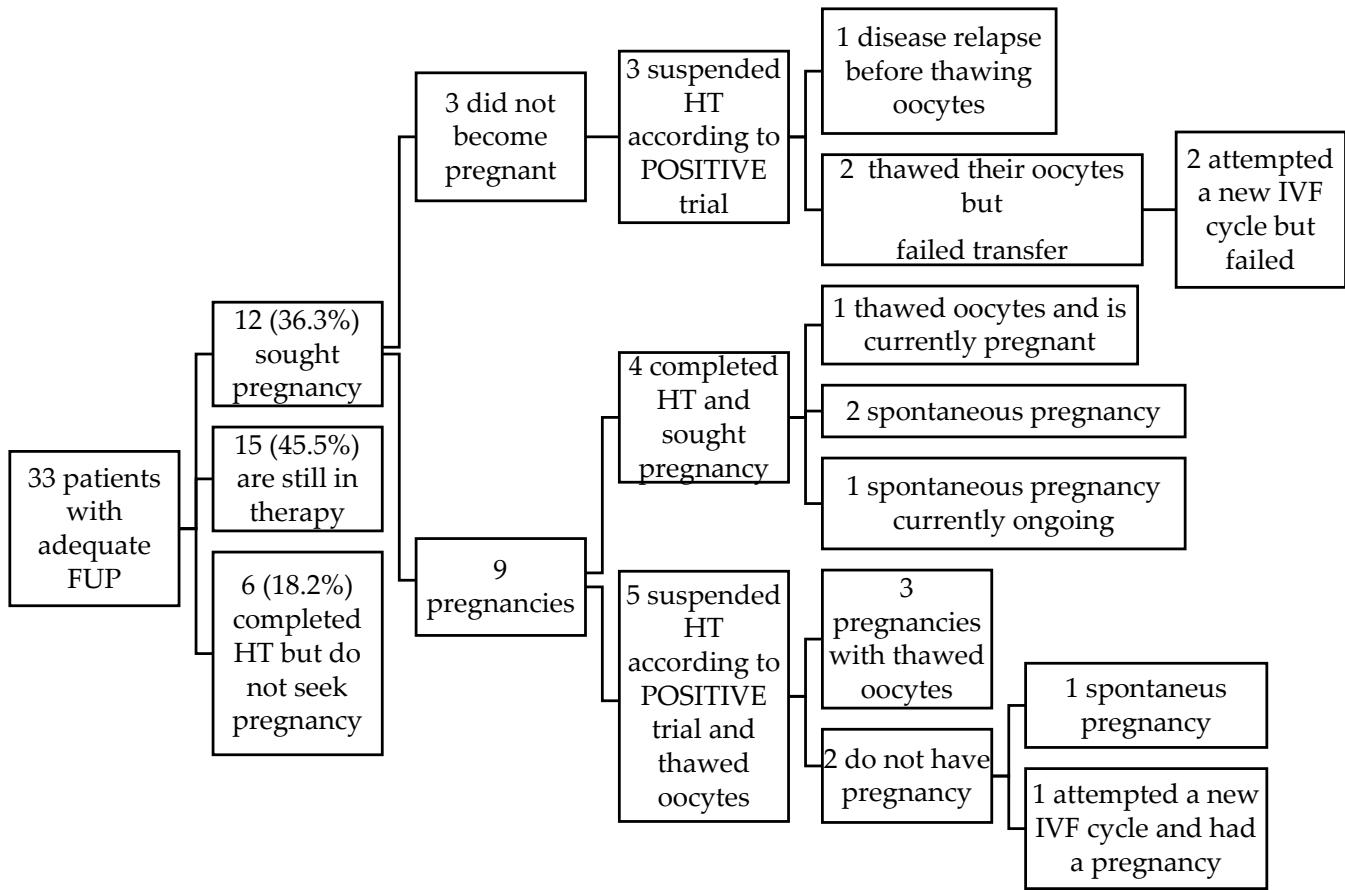 33 patients
with
adequate
FUP
12 (36.3%)
sought
pregnancy
15 (45.5%)
are still in
therapy
6 (18.2%)
completed
HT but do
not seek
pregnancy
3 did not
become
pregnant
9
pregnancies
3 suspended
HT
according to
POSITIVE
trial
4 completed
HT and
sought
pregnancy
5 suspended
HT
according to
POSITIVE
trial and
thawed
oocytes
1 disease relapse
before thawing
oocytes
2 thawed their oocytes
but
failed transfer
1 thawed oocytes and is
currently pregnant
2 spontaneous pregnancy
1 spontaneous pregnancy
currently ongoing
3
pregnancies
with thawed
oocytes
2 do not have
pregnancy
2 attempted
a new IVF
cycle but
failed
1 spontaneus
pregnancy
1 attempted a new
IVF cycle and had
a pregnancy